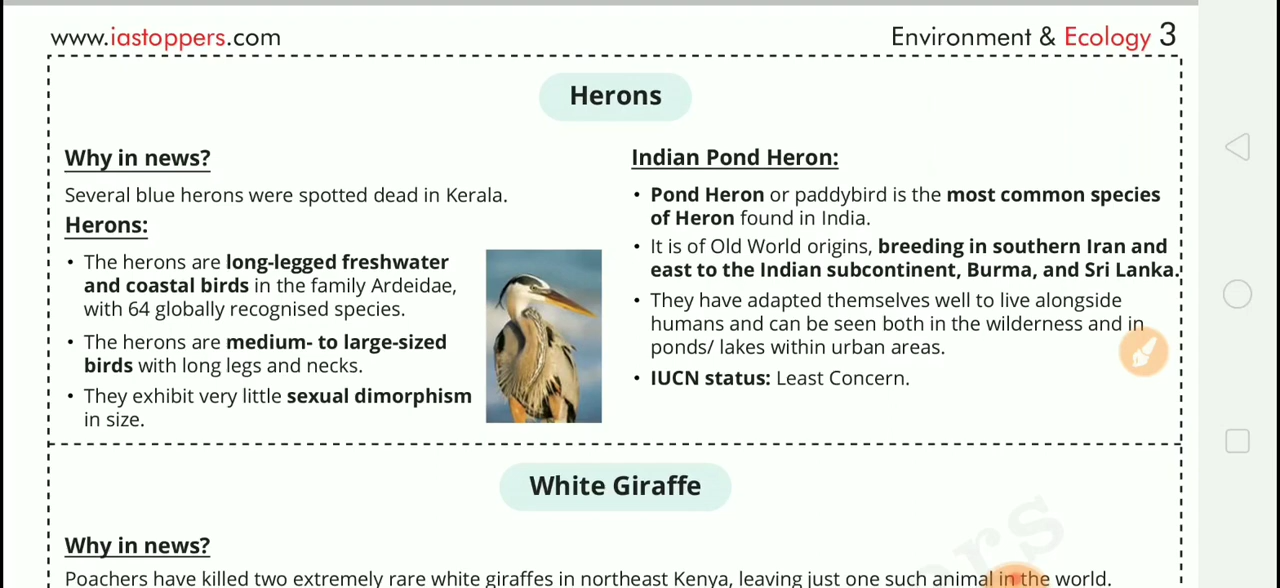 www.iastoppers.com
Environment & Ecology 3
Herons
Why in news?
Several blue herons were spotted dead in Kerala.
Herons:
• The herons are long-legged freshwater
and coastal birds in the family Ardeidae,
with 64 globally recognised species.
• The herons are medium- to large-sized
birds with long legs and necks.
• They exhibit very little sexual dimorphism
in size.
Indian Pond Heron:
• Pond Heron or paddybird is the most common species
of Heron found in India.
• It is of Old World origins, breeding in southern Iran and
east to the Indian subcontinent, Burma, and Sri Lanka.
• They have adapted themselves well to live alongside
humans and can be seen both in the wilderness and in
ponds/ lakes within urban areas.
• IUCN status: Least Concern.
White Giraffe
Why in news?
Poachers have killed two extremely rare white giraffes in northeast Kenya, leaving just one such animal in the world.